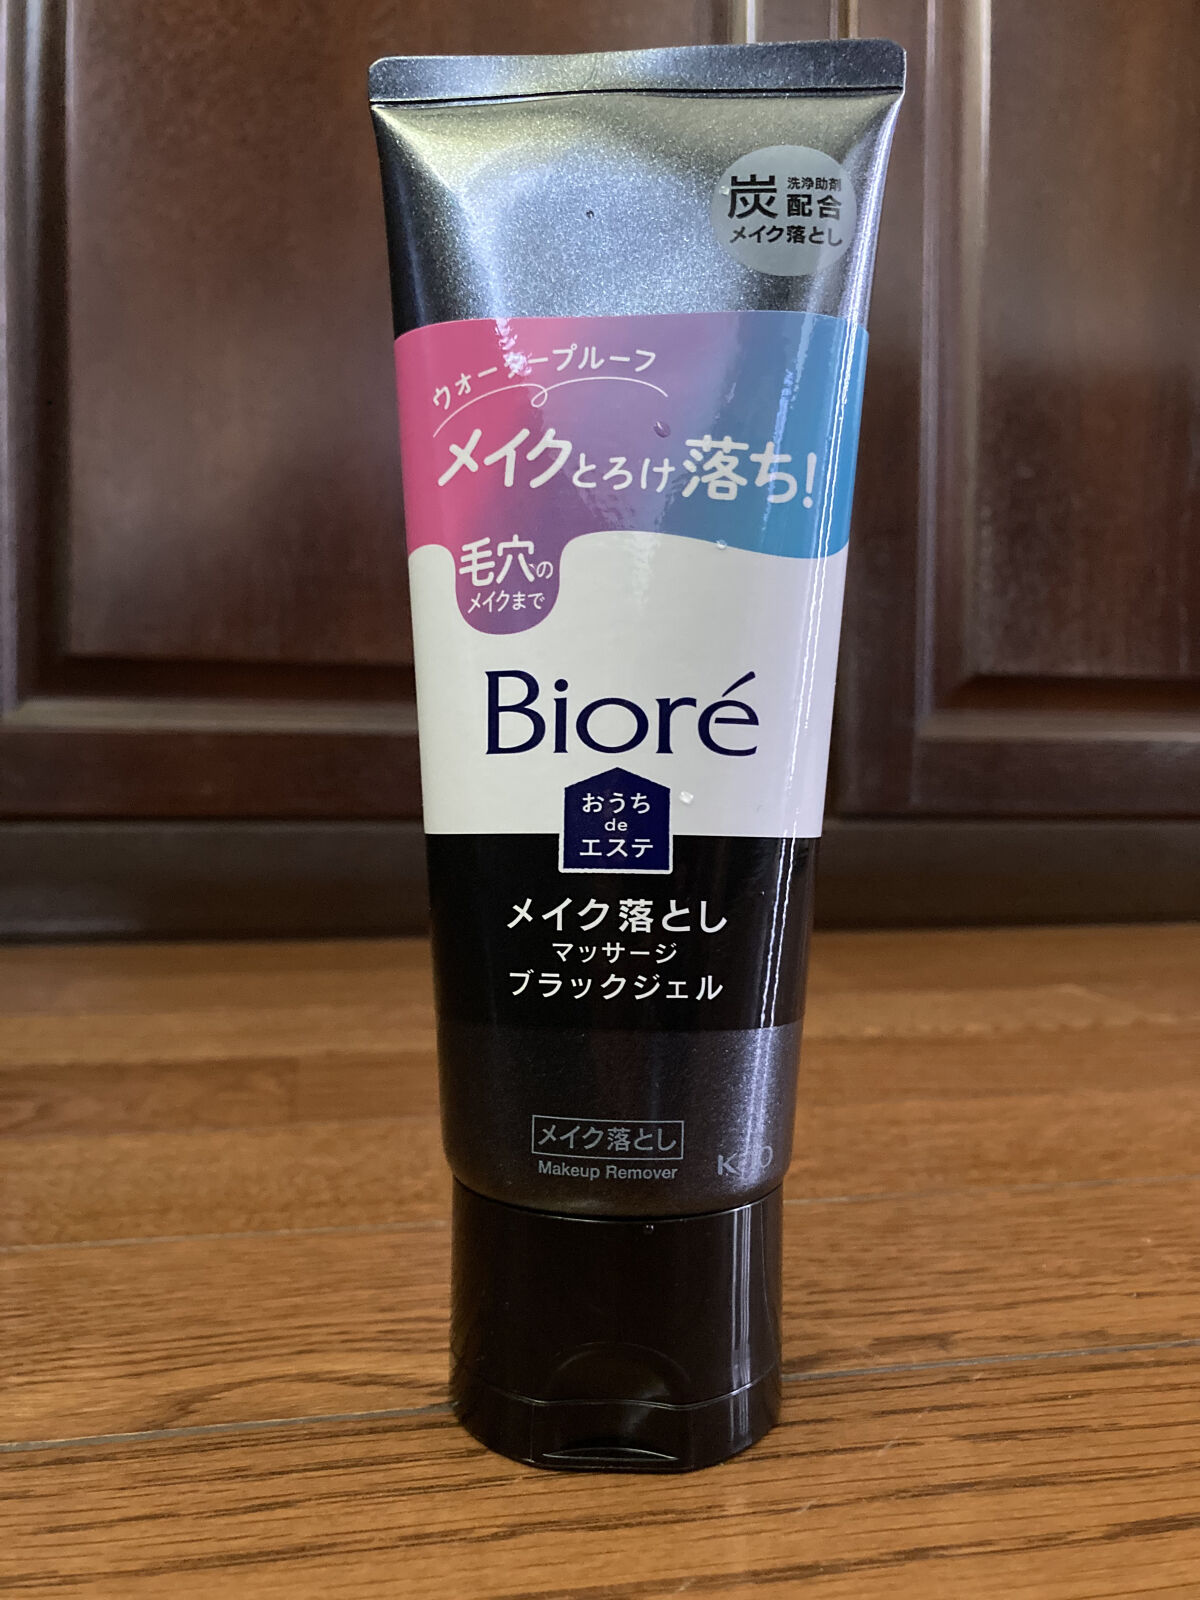 炭 洗浄助剤
配合
メイク落とし
ウォータープルーフ
メイクとろけ落ち!
毛穴の
メイクまで
Bioré
おうち
de
エステ
メイク落とし
マッサージ
ブラックジェル
メイク落とし
Makeup Remover
Kao